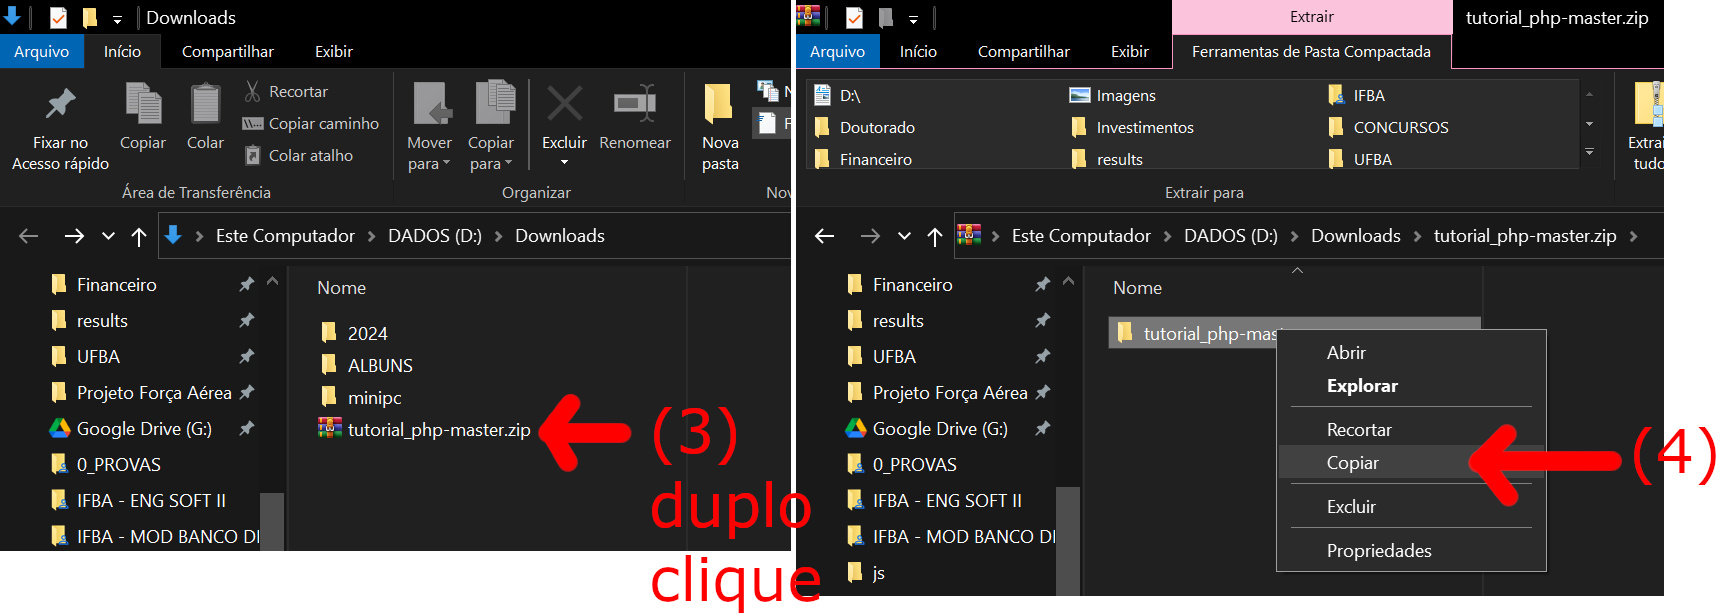 Downloads
Arquivo Início Compartilhar Exibir
Fixar no
Acesso rápido
Copiar
Colar
Recortar
Copiar caminho
Colar atalho
Mover
para
Copiar
para
Excluir
Renomear
Nova
pasta
Área de Transferência
Organizar
Este Computador > DADOS (D:) > Downloads
Financeiro
results
UFBA
Projeto Força Aérea
Google Drive (G:)
0_PROVAS
IFBA - ENG SOFT II
IFBA - MOD BANCO DE
Nome
2024
ALBUNS
minipc
tutorial_php-master.zip
(3)
duplo
clique
Extrair
tutorial_php-master.zip
Arquivo Início Compartilhar Exibir Ferramentas de Pasta Compactada
D:\ Imagens IFBA
Doutorado Investimentos CONCURSOS
Financeiro results UFBA
Extrair para
Extrai
tudo
Este Computador > DADOS (D:) > Downloads > tutorial_php-master.zip >
Financeiro
results
UFBA
Projeto Força Aérea
Google Drive (G:)
0_PROVAS
IFBA - ENG SOFT II
IFBA - MOD BANCO DE
js
Nome
tutorial_php-mas
Abrir
Explorar
Recortar
Copiar
Excluir
Propriedades
(4)